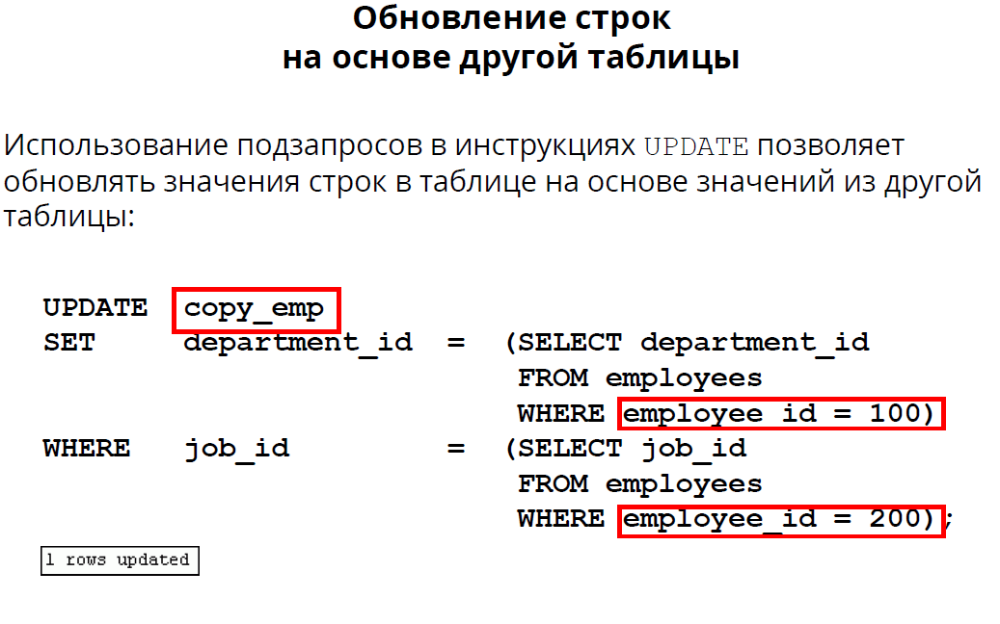 Обновление строк
на основе другой таблицы
Использование подзапросов в инструкциях UPDATE позволяет
обновлять значения строк в таблице на основе значений из другой
таблицы:
UPDATE copy_emp
SET department_id = (SELECT department_id
FROM employees
WHERE employee_id = 100)
WHERE job_id = (SELECT job_id
FROM employees
WHERE employee_id = 200);
1 rows updated